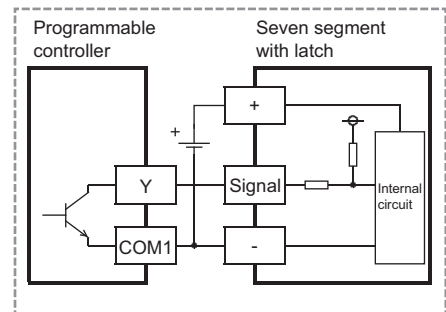 Programmable
controller
Seven segment
with latch
+
+
Y
Signal
Internal
circuit
COM1
-